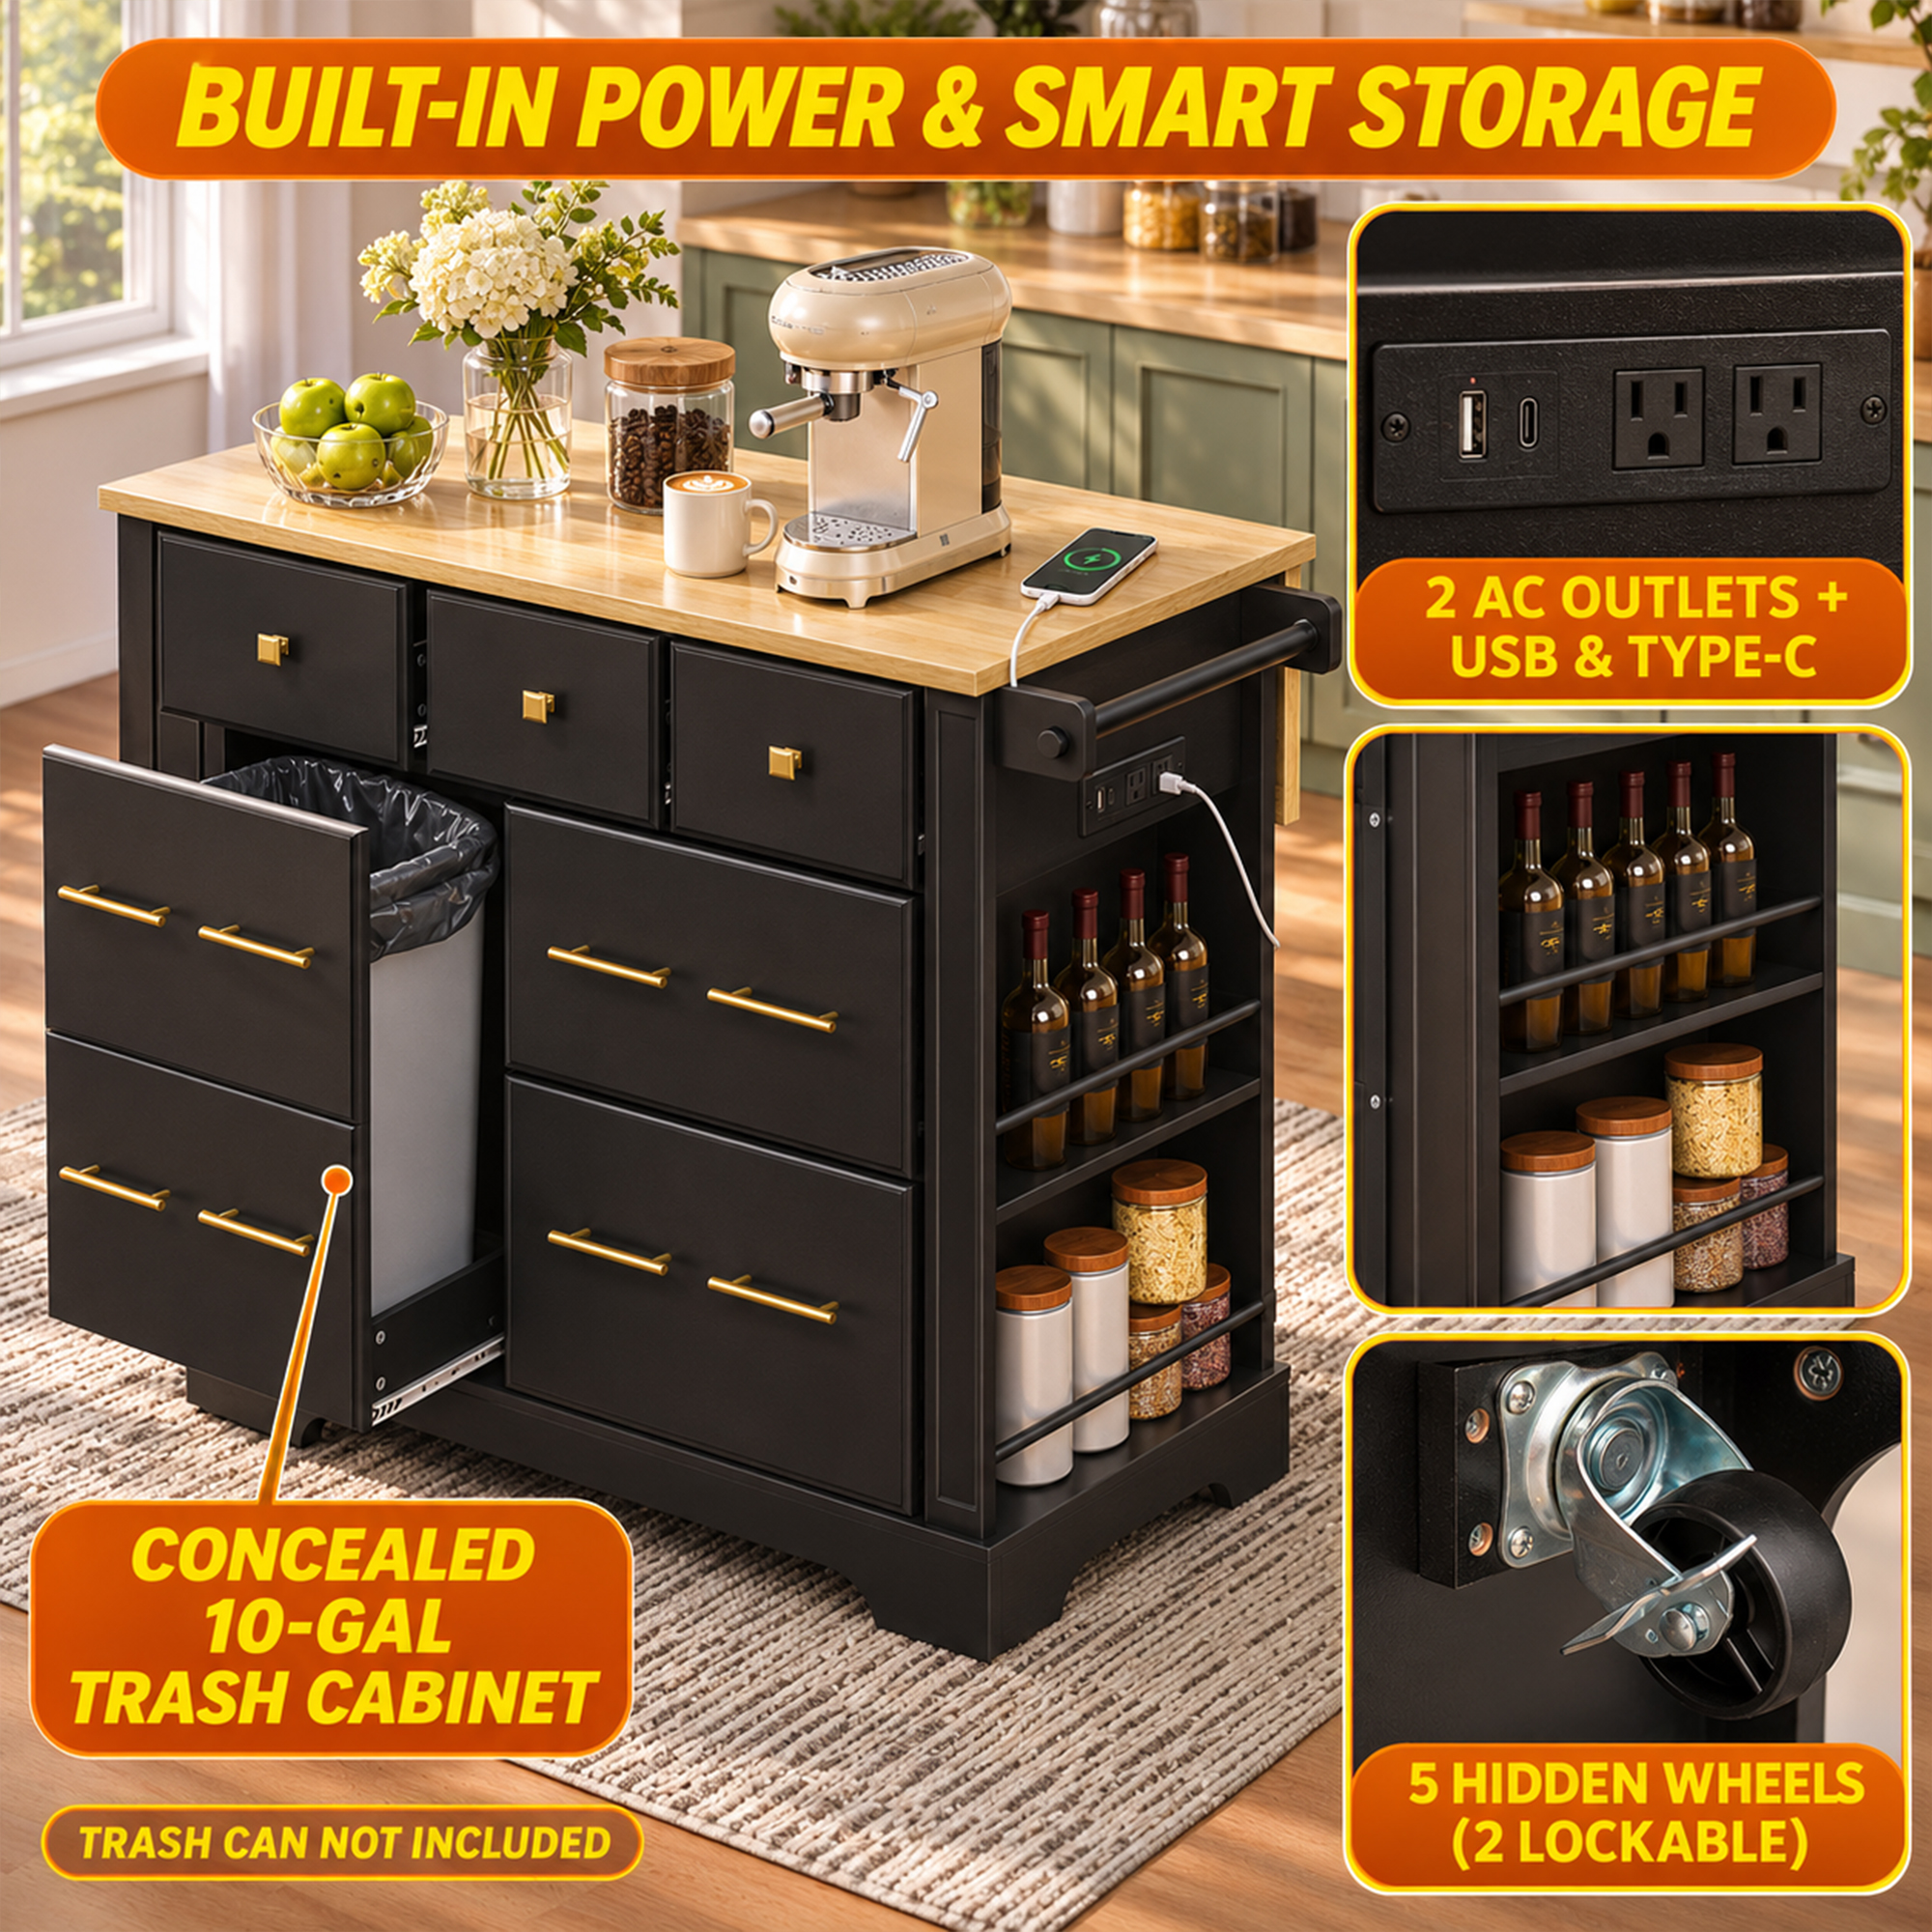 BUILT-IN POWER & SMART STORAGE
2 AC OUTLETS +
USB & TYPE-C
CONCEALED
10-GAL
TRASH CABINET
TRASH CAN NOT INCLUDED
5 HIDDEN WHEELS
(2 LOCKABLE)